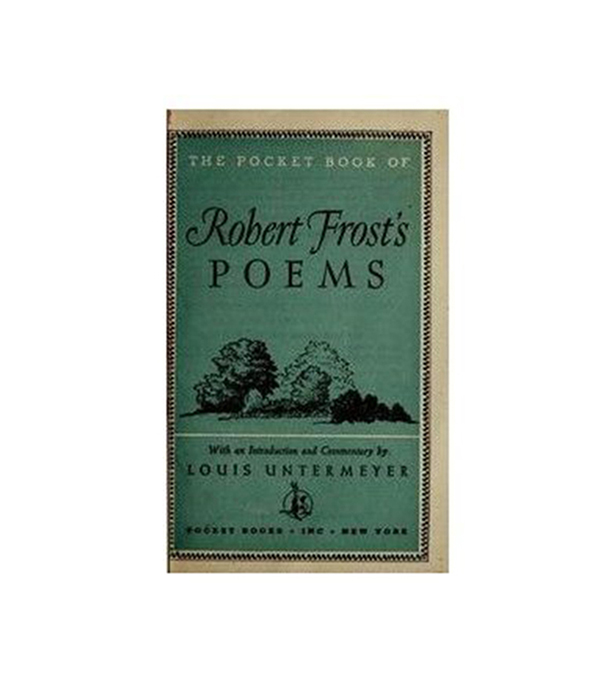 THE POCKET BOOK OF
Robert Frost's
POEMS
With an Introduction and Commentary by
LOUIS UNTERMEYER
POCKET BOOKS • INC • NEW YORK